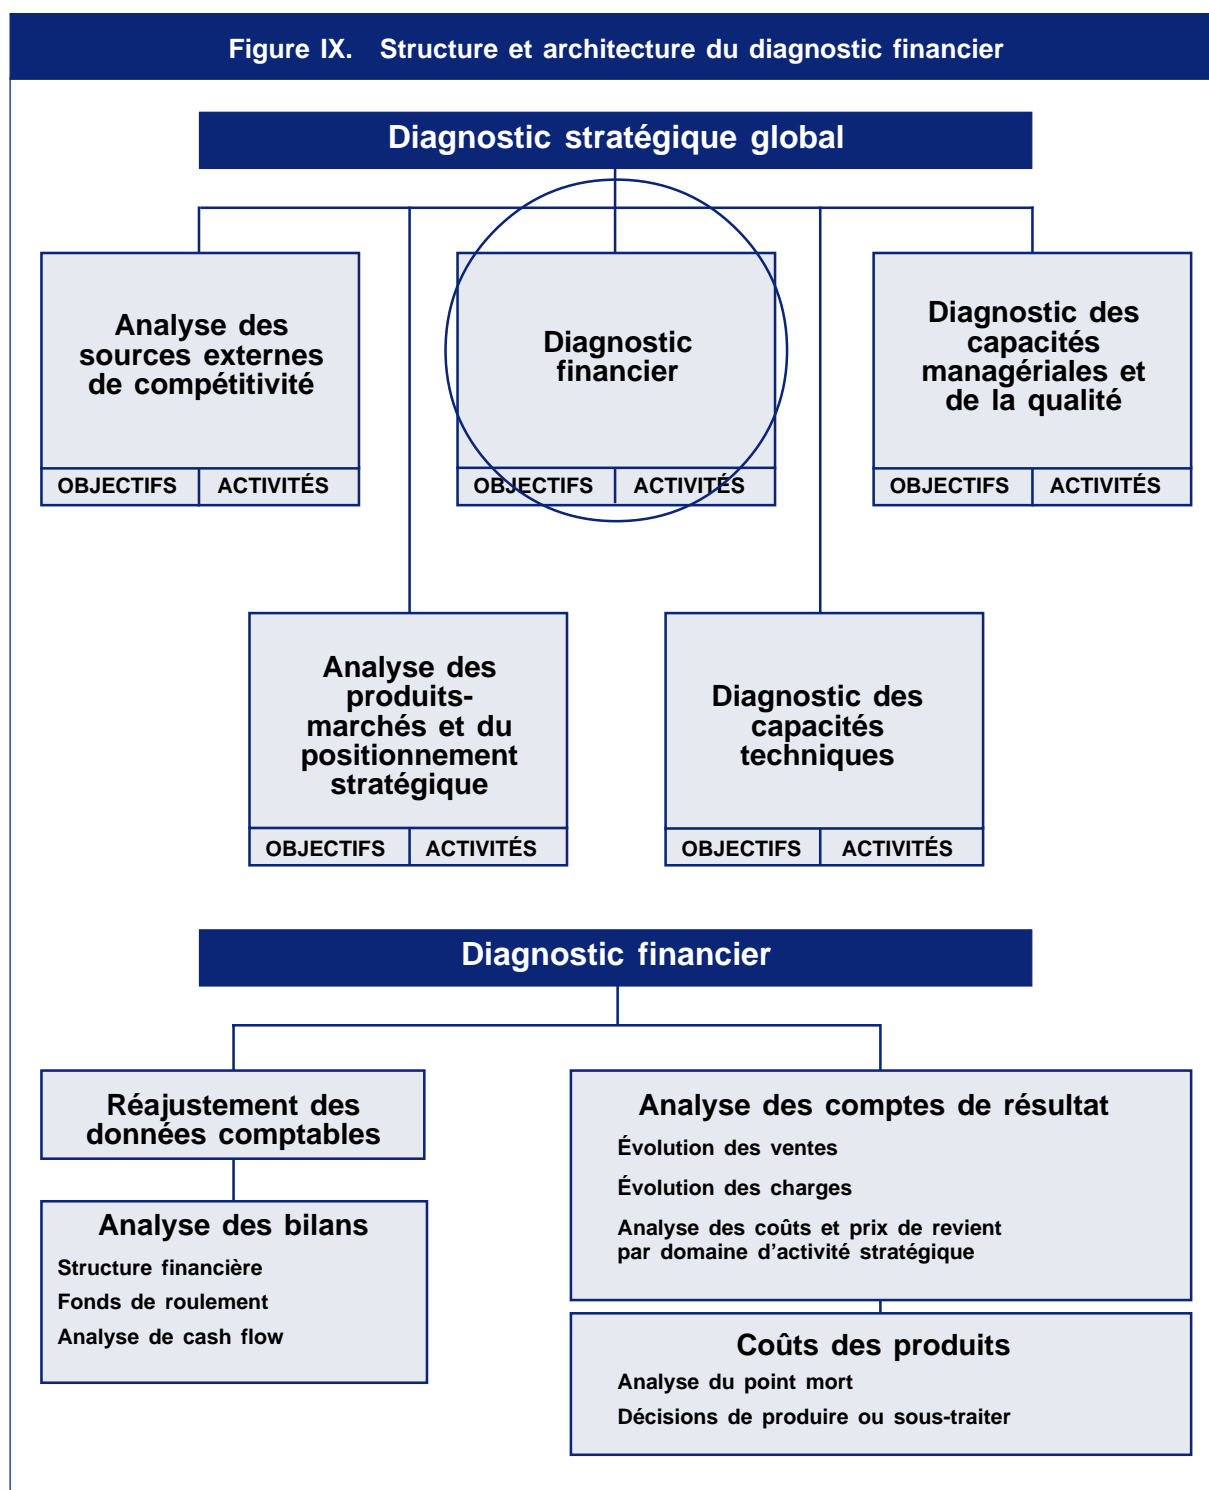 Figure IX. Structure et architecture du diagnostic financier
Diagnostic stratégique global
Analyse des
sources externes
de compétitivité
OBJECTIFS ACTIVITÉS
Diagnostic
financier
OBJECTIFS ACTIVITÉS
Diagnostic des
capacités
managériales et
de la qualité
OBJECTIFS ACTIVITÉS
Analyse des
produits-
marchés et du
positionnement
stratégique
OBJECTIFS ACTIVITÉS
Diagnostic des
capacités
techniques
OBJECTIFS ACTIVITÉS
Diagnostic financier
Réajustement des
données comptables
Analyse des bilans
Structure financière
Fonds de roulement
Analyse de cash flow
Analyse des comptes de résultat
Évolution des ventes
Évolution des charges
Analyse des coûts et prix de revient
par domaine d’activité stratégique
Coûts des produits
Analyse du point mort
Décisions de produire ou sous-traiter